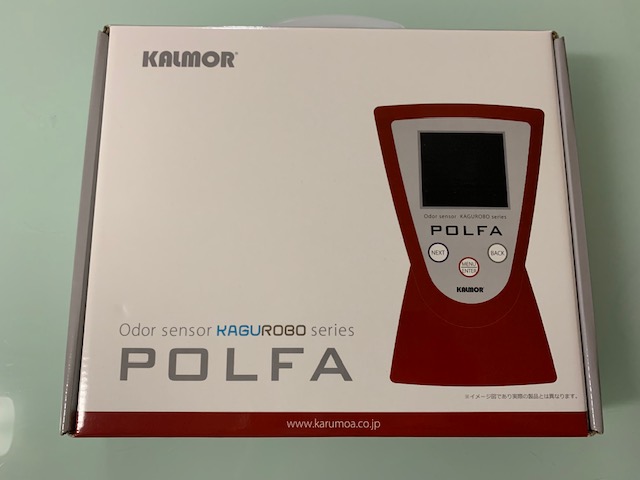 KALMOR
Odor sensor KAGUROBO series
POLFA
NEXT
BACK
MENU
ENTER
KALMOR
Odor sensor KAGUROBO series
POLFA
※イメージ図であり実際の製品とは異なります。
www.karumoa.co.jp